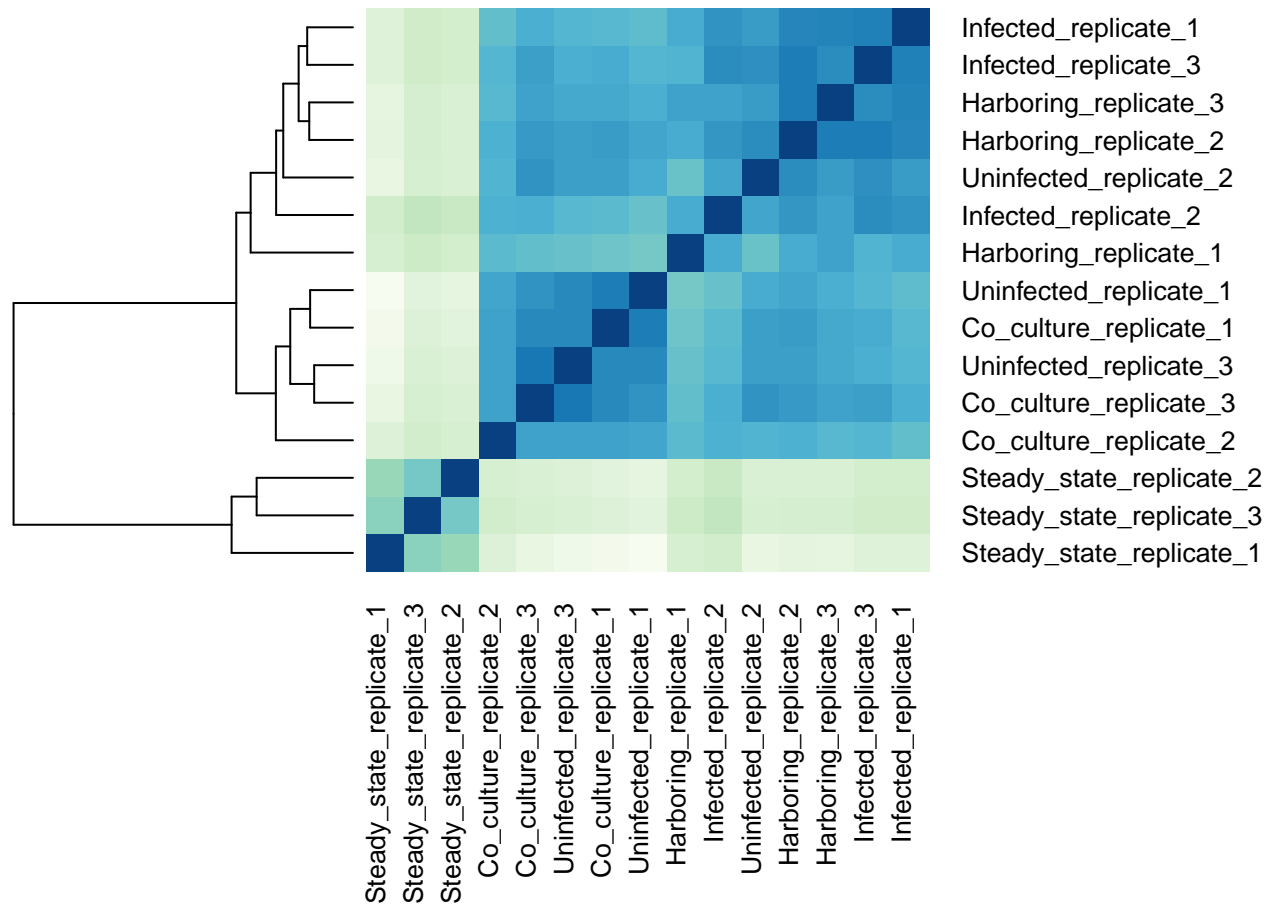 Infected_replicate_1
Infected_replicate_3
Harboring_replicate_3
Harboring_replicate_2
Uninfected_replicate_2
Infected_replicate_2
Harboring_replicate_1
Uninfected_replicate_1
Co_culture_replicate_1
Uninfected_replicate_3
Co_culture_replicate_3
Co_culture_replicate_2
Steady_state_replicate_2
Steady_state_replicate_3
Steady_state_replicate_1
Steady_state_replicate_1
Steady_state_replicate_3
Steady_state_replicate_2
Co_culture_replicate_2
Co_culture_replicate_3
Uninfected_replicate_3
Co_culture_replicate_1
Uninfected_replicate_1
Harboring_replicate_1
Infected_replicate_2
Uninfected_replicate_2
Harboring_replicate_2
Harboring_replicate_3
Infected_replicate_3
Infected_replicate_1